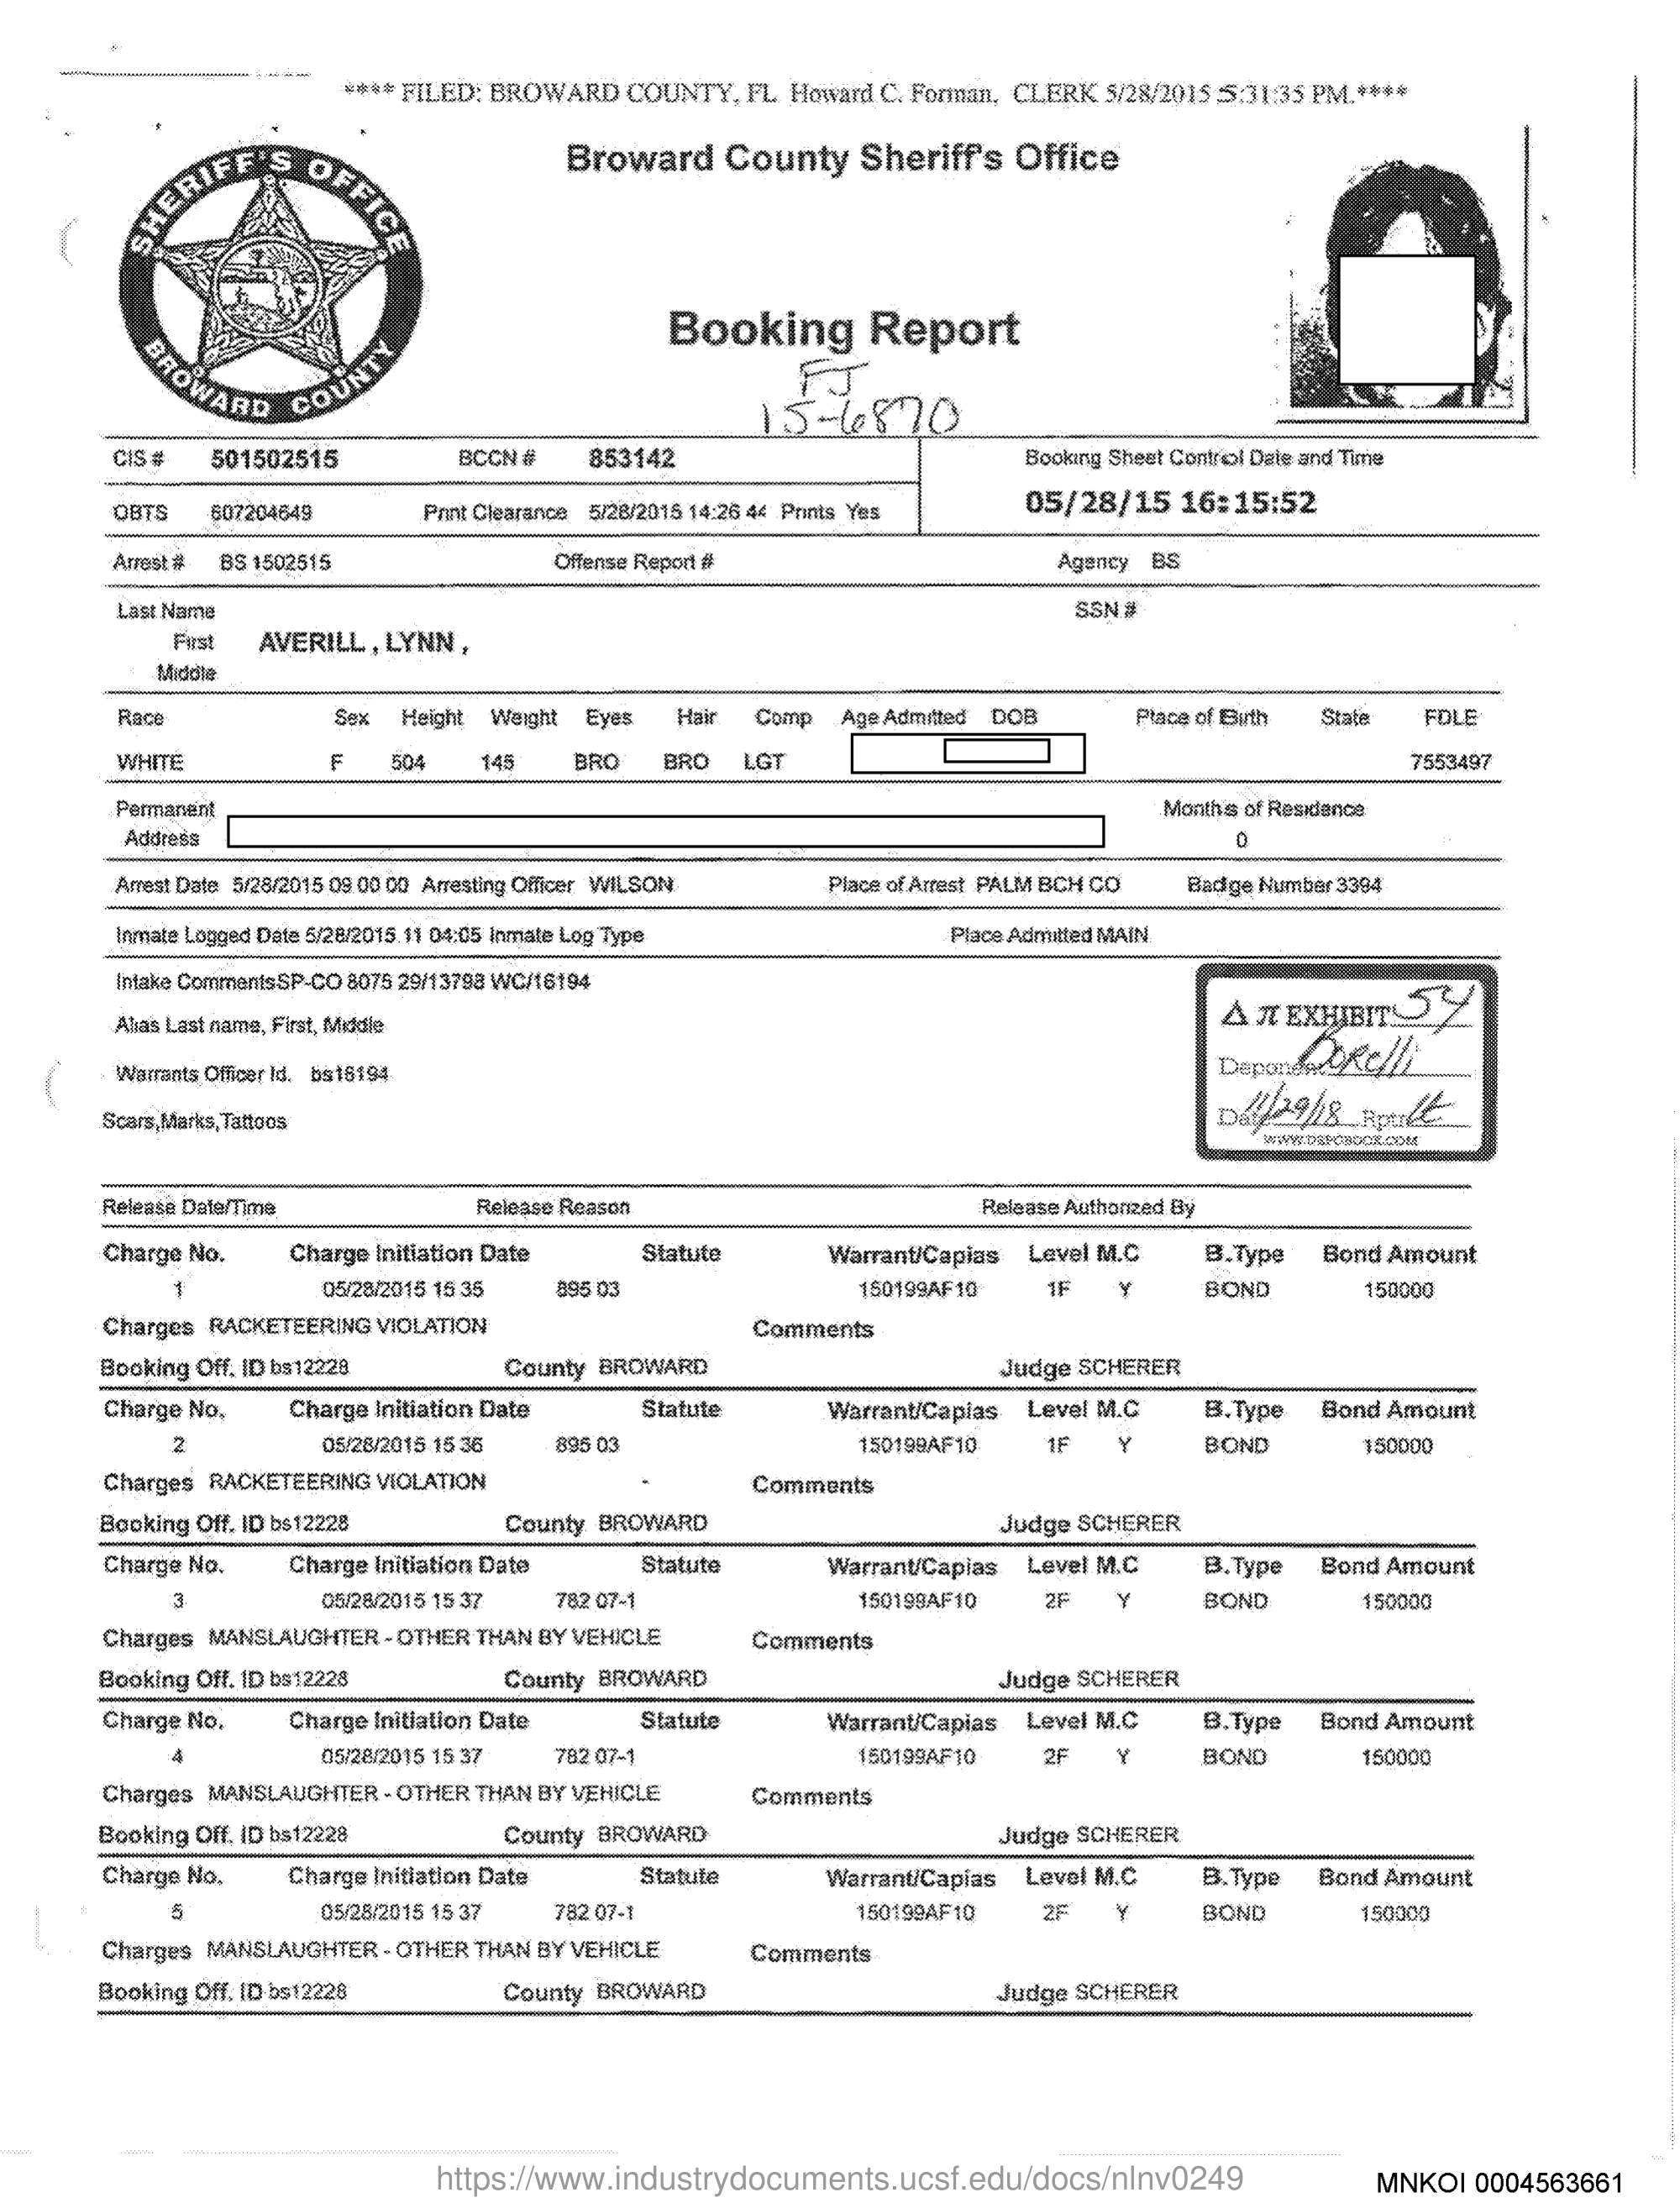 **** FILED: BROWARD COUNTY, FL Howard C. Forman, CLERK 5/28/2015 5:31:35 PM.****
SHERIFF'S OFFICE
BROWARD COUNTY
Broward County Sheriff's Office
Booking Report
FJ
15-6870
CIS # 501502515 BCCN # 853142 Booking Sheet Control Date and Time
OBTS 607204649 Print Clearance 5/28/2015 14:26 44 Prints Yes 05/28/15 16:15:52
Arrest # BS 1502515 Offense Report # Agency BS
Last Name SSN #
First AVERILL , LYNN ,
Middle
Race Sex Height Weight Eyes Hair Comp Age Admitted DOB Place of Birth State FDLE
WHITE F 504 145 BRO BRO LGT 7553497
Permanent Months of Residence
Address 0
Arrest Date 5/28/2015 09 00 00 Arresting Officer WILSON Place of Arrest PALM BCH CO Badge Number 3394
Inmate Logged Date 5/28/2015 11 04:05 Inmate Log Type Place Admitted MAIN
Intake Comments SP-CO 8075 29/13798 WC/16194
Alias Last name, First, Middle
Warrants Officer Id. bs16194
Scars,Marks,Tattoos
Δ π EXHIBIT 54
Deponent Borelli
Date 11/29/18 Rptr lt
WWW.DEPOBOOK.COM
Release Date/Time Release Reason Release Authorized By
Charge No. Charge Initiation Date Statute Warrant/Capias Level M.C B.Type Bond Amount
1 05/28/2015 15 35 895 03 150199AF10 1F Y BOND 150000
Charges RACKETEERING VIOLATION Comments
Booking Off. ID bs12228 County BROWARD Judge SCHERER
Charge No. Charge Initiation Date Statute Warrant/Capias Level M.C B.Type Bond Amount
2 05/28/2015 15 36 895 03 150199AF10 1F Y BOND 150000
Charges RACKETEERING VIOLATION Comments
Booking Off. ID bs12228 County BROWARD Judge SCHERER
Charge No. Charge Initiation Date Statute Warrant/Capias Level M.C B.Type Bond Amount
3 05/28/2015 15 37 782 07-1 150199AF10 2F Y BOND 150000
Charges MANSLAUGHTER - OTHER THAN BY VEHICLE Comments
Booking Off. ID bs12228 County BROWARD Judge SCHERER
Charge No. Charge Initiation Date Statute Warrant/Capias Level M.C B.Type Bond Amount
4 05/28/2015 15 37 782 07-1 150199AF10 2F Y BOND 150000
Charges MANSLAUGHTER - OTHER THAN BY VEHICLE Comments
Booking Off. ID bs12228 County BROWARD Judge SCHERER
Charge No. Charge Initiation Date Statute Warrant/Capias Level M.C B.Type Bond Amount
5 05/28/2015 15 37 782 07-1 150199AF10 2F Y BOND 150000
Charges MANSLAUGHTER - OTHER THAN BY VEHICLE Comments
Booking Off. ID bs12228 County BROWARD Judge SCHERER
https://www.industrydocuments.ucsf.edu/docs/nlnv0249
MNKOI 0004563661